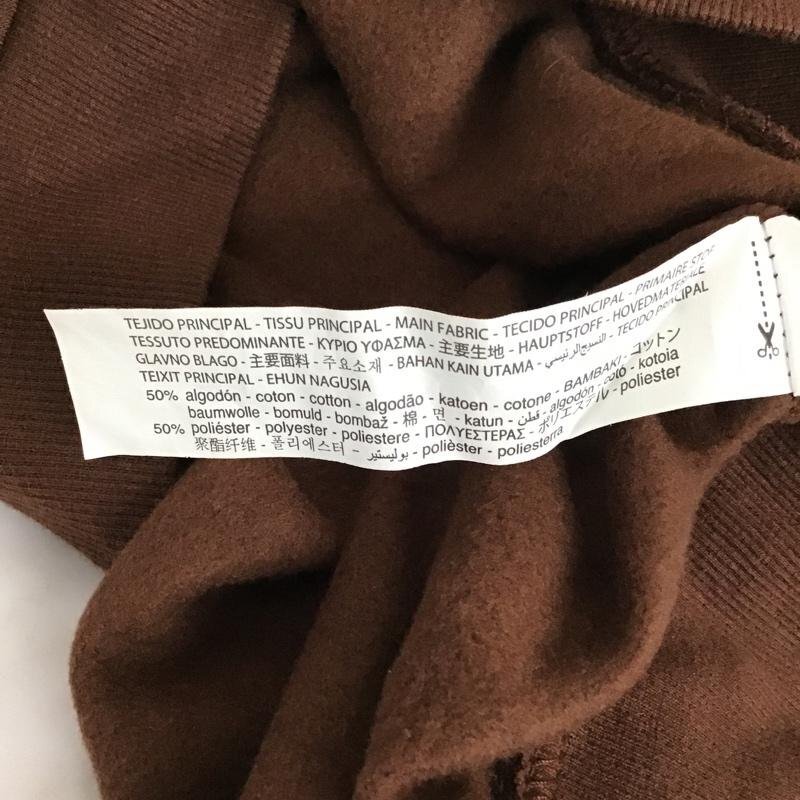 TEJIDO PRINCIPAL - TISSU PRINCIPAL - MAIN FABRIC - TECIDO PRINCIPAL - PRIMAIRE STOF
TESSUTO PREDOMINANTE - ΚΥΡΙΟ ΥΦΑΣΜΑ - 主要生地 - HAUPTSTOFF - HOVEDMATERIALE
GLAVNO BLAGO - 主要面料 - 주요소재 - BAHAN KAIN UTAMA - النسيج الرئيسي - TECIDO PRINCIPAL
TEIXIT PRINCIPAL - EHUN NAGUSIA
50% algodón - coton - cotton - algodão - katoen - cotone - ΒΑΜΒΑΚΙ - コットン
baumwolle - bomuld - bombaž - 棉 - 면 - katun - قطن - algodón - cotó - kotoia
50% poliéster - polyester - poliestere - ΠΟΛΥΕΣΤΕΡΑΣ - ポリエステル - poliester
聚酯纤维 - 폴리에스터 - بوليستير - polièster - poliesterra